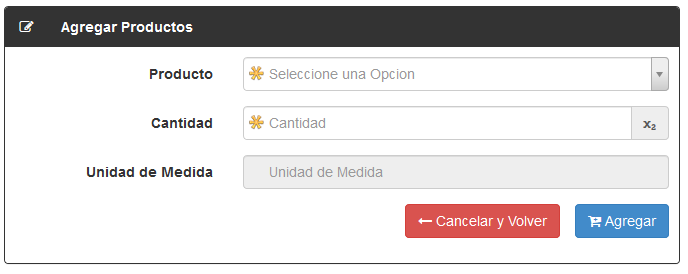 Agregar Productos
Producto Seleccione una Opcion
Cantidad Cantidad x₂
Unidad de Medida Unidad de Medida
Cancelar y Volver Agregar